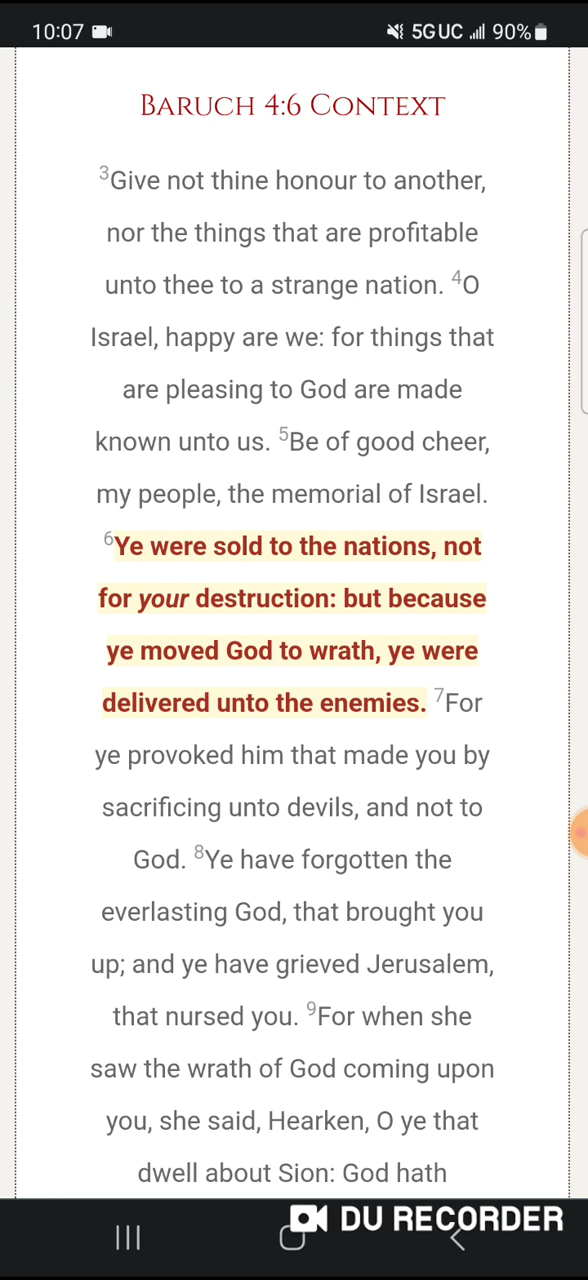 10:07 5GUC 90%
Baruch 4:6 Context
3Give not thine honour to another,
nor the things that are profitable
unto thee to a strange nation. 4O
Israel, happy are we: for things that
are pleasing to God are made
known unto us. 5Be of good cheer,
my people, the memorial of Israel.
6Ye were sold to the nations, not
for your destruction: but because
ye moved God to wrath, ye were
delivered unto the enemies. 7For
ye provoked him that made you by
sacrificing unto devils, and not to
God. 8Ye have forgotten the
everlasting God, that brought you
up; and ye have grieved Jerusalem,
that nursed you. 9For when she
saw the wrath of God coming upon
you, she said, Hearken, O ye that
dwell about Sion: God hath
DU RECORDER